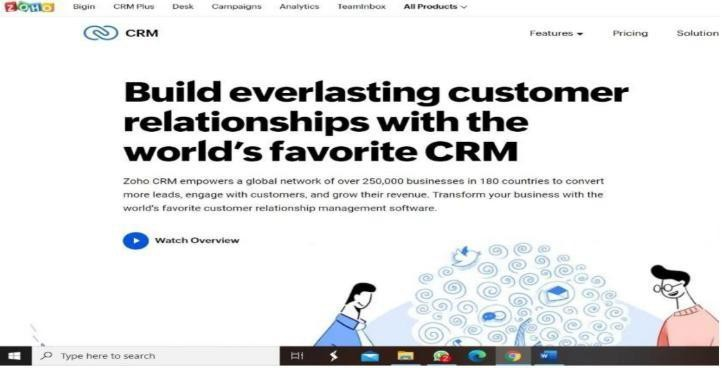 ZOHO Bigin CRM Plus Desk Campaigns Analytics TeamInbox All Products
CRM Features Pricing Solution
Build everlasting customer
relationships with the
world's favorite CRM
Zoho CRM empowers a global network of over 250,000 businesses in 180 countries to convert
more leads, engage with customers, and grow their revenue. Transform your business with the
world's favorite customer relationship management software.
Watch Overview
Type here to search